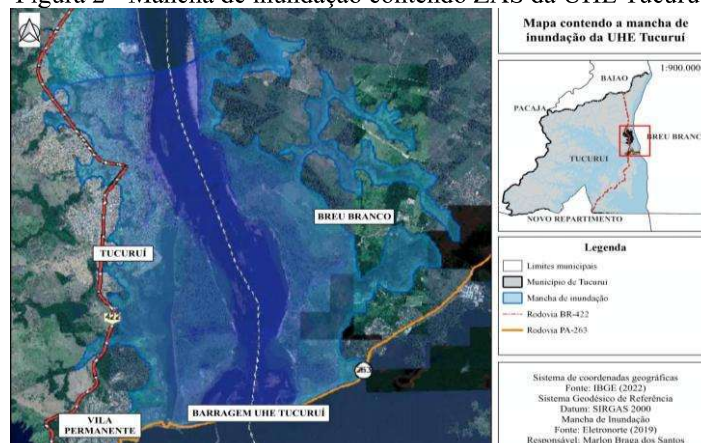 Figura 2 - Mancha de inundação contendo ZAS da UHE Tucuruí
Mapa contendo a mancha de
inundação da UHE Tucuruí
1:900.000
BAIAO
PACAJA
BREU BRANCO
TUCURUI
NOVO REPARTIMENTO
BREU BRANCO
TUCURUÍ
422
263
BARRAGEM UHE TUCURUÍ
VILA
PERMANENTE
Legenda
Limites municipais
Município de Tucuruí
Mancha de inundação
Rodovia BR-422
Rodovia PA-263
Sistema de coordenadas geográficas
Fonte: IBGE (2022)
Sistema Geodésico de Referência
Datum: SIRGAS 2000
Mancha de Inundação
Fonte: Eletronorte (2019)
Responsável: Marlon Braga dos Santos